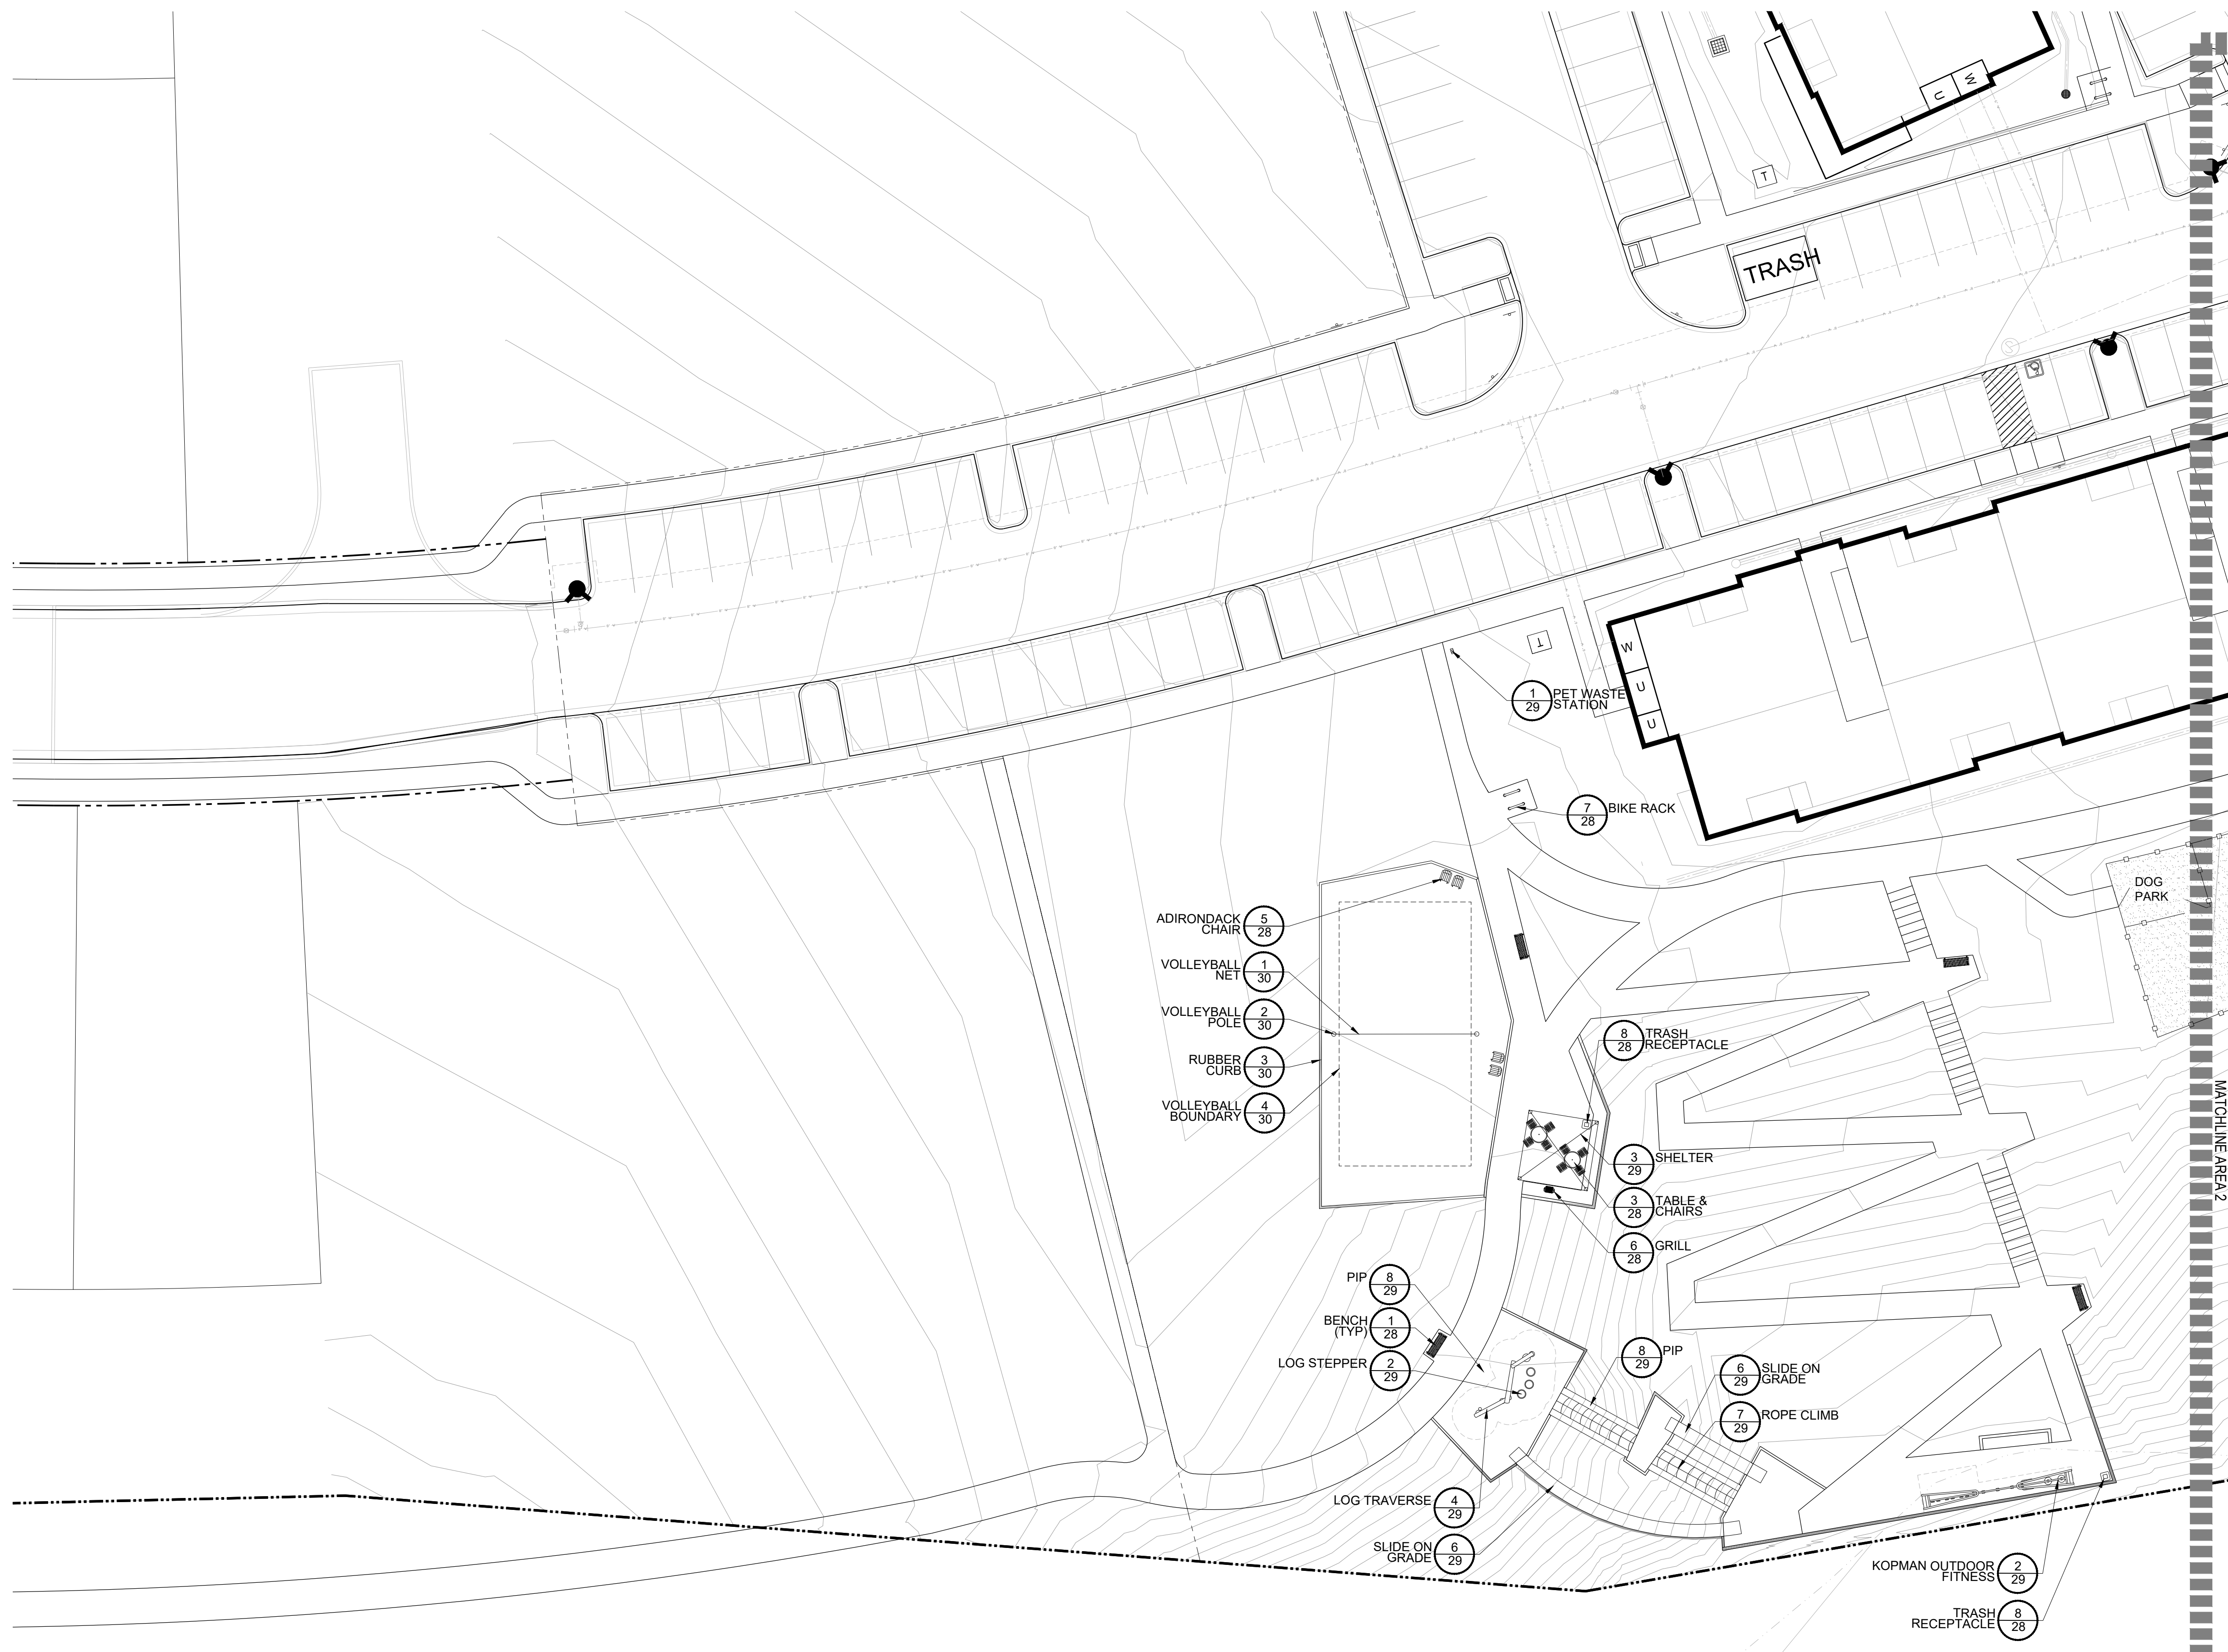 U
W
T
TRASH
S
T
W
U
U
1
29
PET WASTE
STATION
7
28
BIKE RACK
DOG
PARK
ADIRONDACK
CHAIR
5
28
VOLLEYBALL
NET
1
30
VOLLEYBALL
POLE
2
30
RUBBER
CURB
3
30
VOLLEYBALL
BOUNDARY
4
30
8
28
TRASH
RECEPTACLE
3
29
SHELTER
3
28
TABLE &
CHAIRS
6
28
GRILL
MATCHLINE AREA 2
PIP
8
29
BENCH
(TYP)
1
28
LOG STEPPER
2
29
8
29
PIP
6
29
SLIDE ON
GRADE
7
29
ROPE CLIMB
LOG TRAVERSE
4
29
SLIDE ON
GRADE
6
29
KOPMAN OUTDOOR
FITNESS
2
29
TRASH
RECEPTACLE
8
28